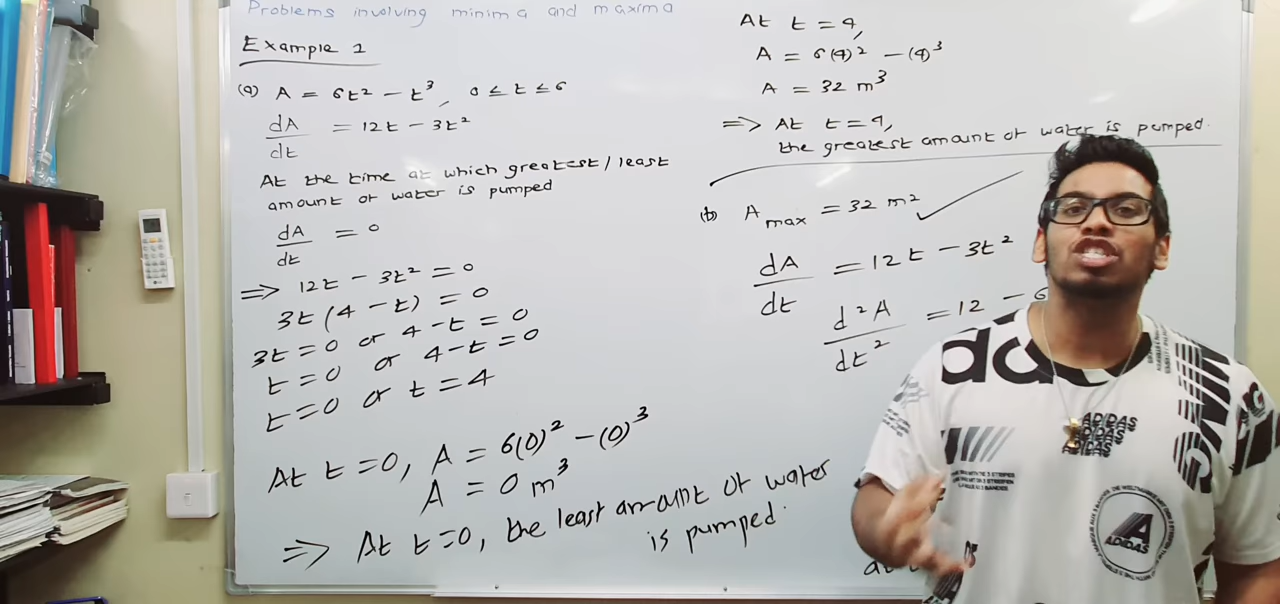 Problems involving minima and maxima
Example 1
(a) A = 6t² − t³, 0 ≤ t ≤ 6
dA/dt = 12t − 3t²
At the time at which greatest/least
amount of water is pumped
dA/dt = 0
⇒ 12t − 3t² = 0
3t(4 − t) = 0
3t = 0 or 4 − t = 0
t = 0 or 4 − t = 0
t = 0 or t = 4
At t = 0, A = 6(0)² − (0)³
A = 0 m³
⇒ At t = 0, the least amount of water
is pumped.
At t = 4,
A = 6(4)² − (4)³
A = 32 m³
⇒ At t = 4,
the greatest amount of water is pumped.
(b) A max = 32 m² ✓
dA/dt = 12t − 3t²
d²A/dt² = 12 − 6
at
ADIDAS
ADIDAS
ADIDAS
A
ADIDAS